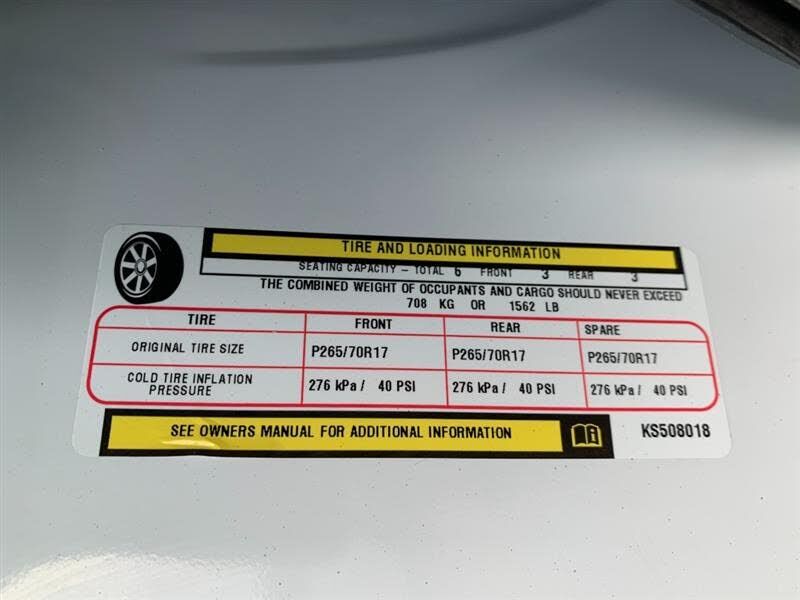 TIRE AND LOADING INFORMATION
SEATING CAPACITY – TOTAL 6 FRONT 3 REAR 3
THE COMBINED WEIGHT OF OCCUPANTS AND CARGO SHOULD NEVER EXCEED
708 KG OR 1562 LB
TIRE FRONT REAR SPARE
ORIGINAL TIRE SIZE P265/70R17 P265/70R17 P265/70R17
COLD TIRE INFLATION
PRESSURE 276 kPa / 40 PSI 276 kPa / 40 PSI 276 kPa / 40 PSI
SEE OWNERS MANUAL FOR ADDITIONAL INFORMATION
KS508018